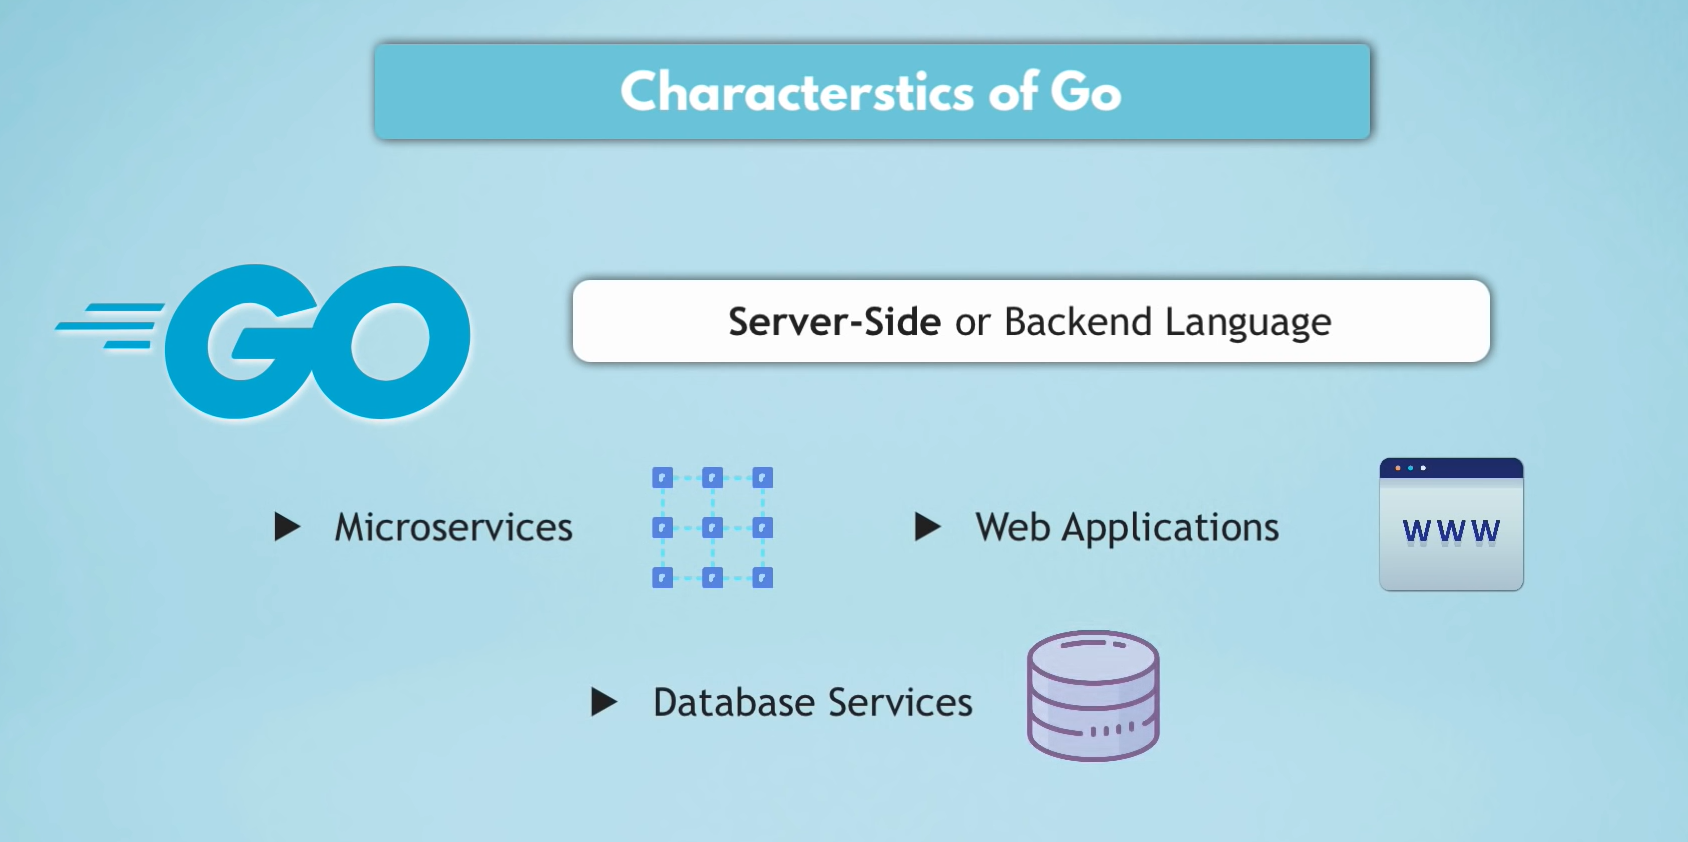 Characterstics of Go
GO
Server-Side or Backend Language
Microservices
Web Applications
WWW
Database Services